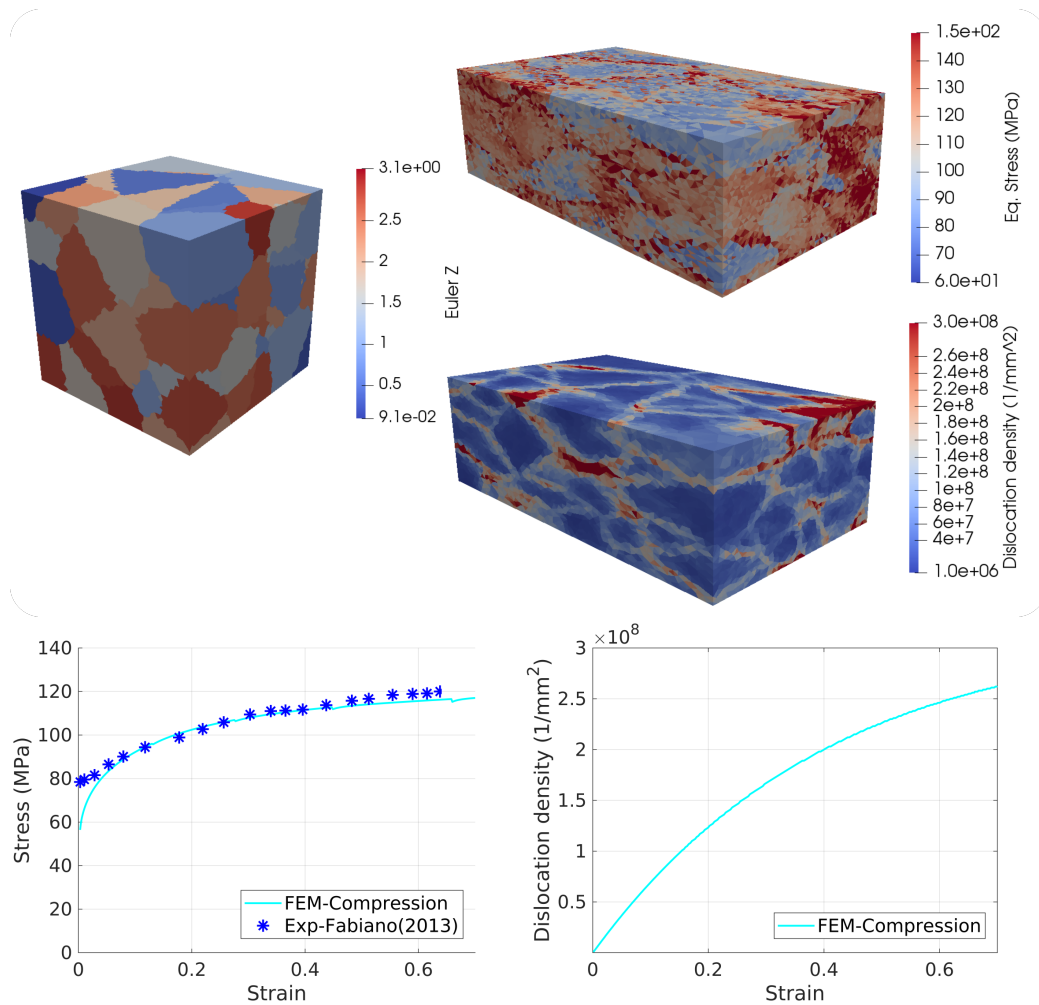 3.1e+00
2.5
2
1.5
1
0.5
9.1e-02
Euler Z
1.5e+02
140
130
120
110
100
90
80
70
6.0e+01
Eq. Stress (MPa)
3.0e+08
2.6e+8
2.4e+8
2.2e+8
2e+8
1.8e+8
1.6e+8
1.4e+8
1.2e+8
1e+8
8e+7
6e+7
4e+7
1.0e+06
Dislocation density (1/mm^2)
140
120
100
80
60
40
20
0
Stress (MPa)
0
0.2
0.4
0.6
Strain
FEM-Compression
Exp-Fabiano(2013)
×10⁸
3
2.5
2
1.5
1
0.5
Dislocation density (1/mm²)
0
0.2
0.4
0.6
Strain
FEM-Compression